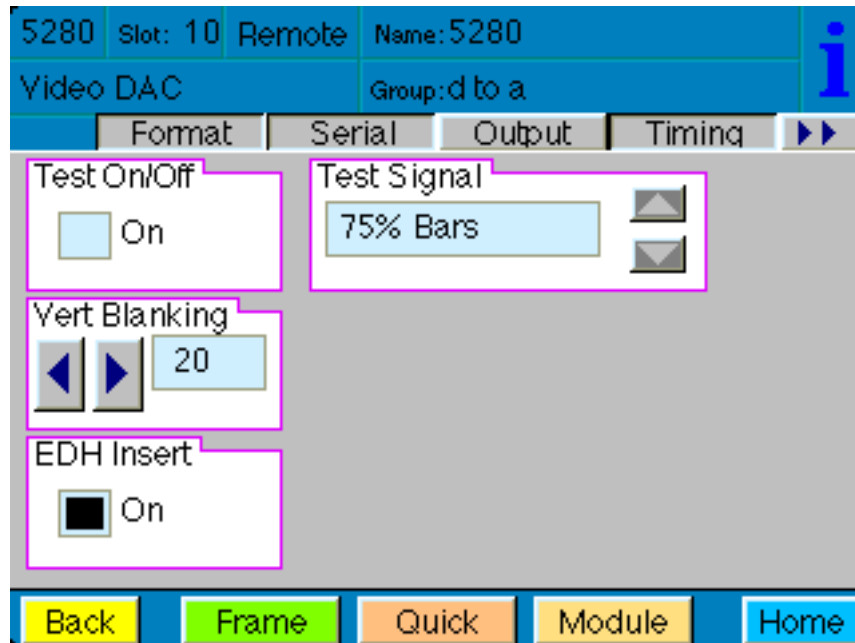 5280 Slot: 10 Remote Name:5280
Video DAC Group:d to a
Format Serial Output Timing
Test On/Off Test Signal
On 75% Bars
Vert Blanking
20
EDH Insert
On
Back Frame Quick Module Home